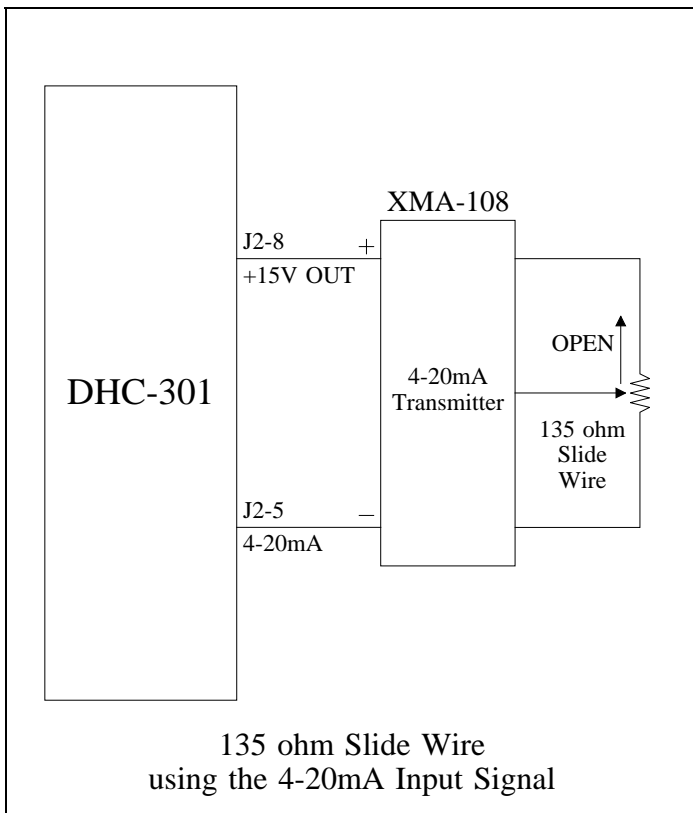 XMA-108
J2-8
+
+15V OUT
OPEN
DHC-301
4-20mA
Transmitter
135 ohm
Slide
Wire
J2-5
−
4-20mA
135 ohm Slide Wire
using the 4-20mA Input Signal